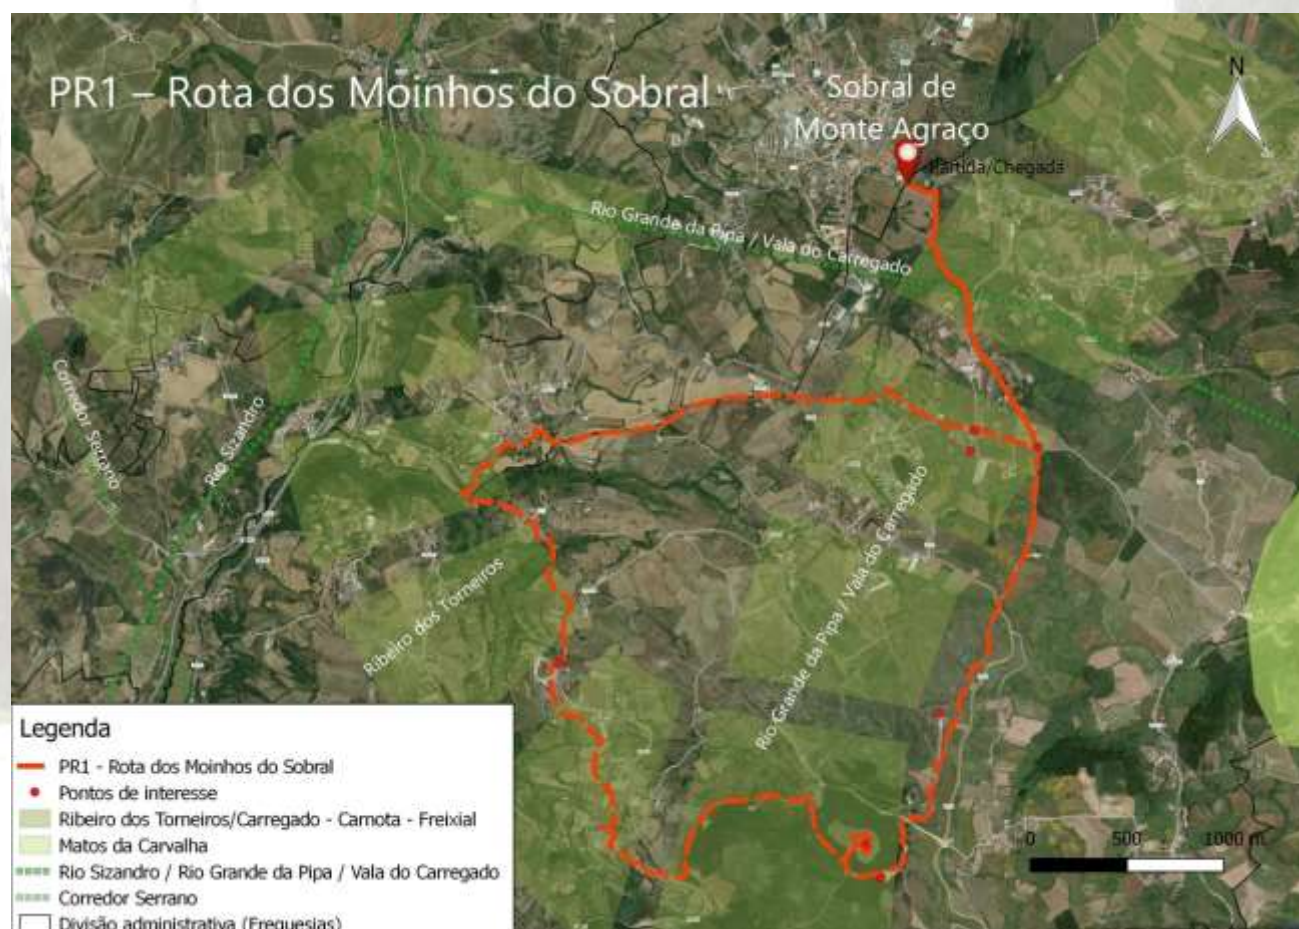 PR1 – Rota dos Moinhos do Sobral
Sobral de
Monte Agraço
N
Partida/Chegada
Rio Grande da Pipa / Vala do Carregado
Corredor Serrano
Rio Sizandro
Ribeiro dos Torneiros
Rio Grande da Pipa / Vala do Carregado
0 500 1000 m
Legenda
PR1 - Rota dos Moinhos do Sobral
Pontos de interesse
Ribeiro dos Torneiros/Carregado - Carnota - Freixial
Matos da Carvalha
Rio Sizandro / Rio Grande da Pipa / Vala do Carregado
Corredor Serrano
Divisão administrativa (Freguesias)